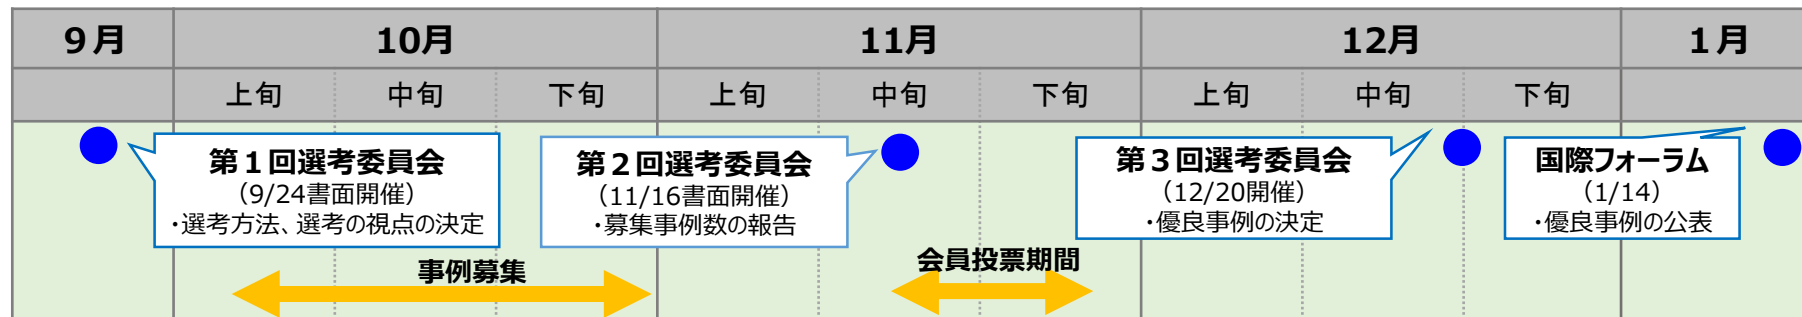 ９月 10月 11月 12月 １月
上旬 中旬 下旬 上旬 中旬 下旬 上旬 中旬 下旬
第１回選考委員会
（9/24書面開催）
・選考方法、選考の視点の決定
第２回選考委員会
（11/16書面開催）
・募集事例数の報告
第３回選考委員会
（12/20開催）
・優良事例の決定
国際フォーラム
（1/14）
・優良事例の公表
事例募集
会員投票期間